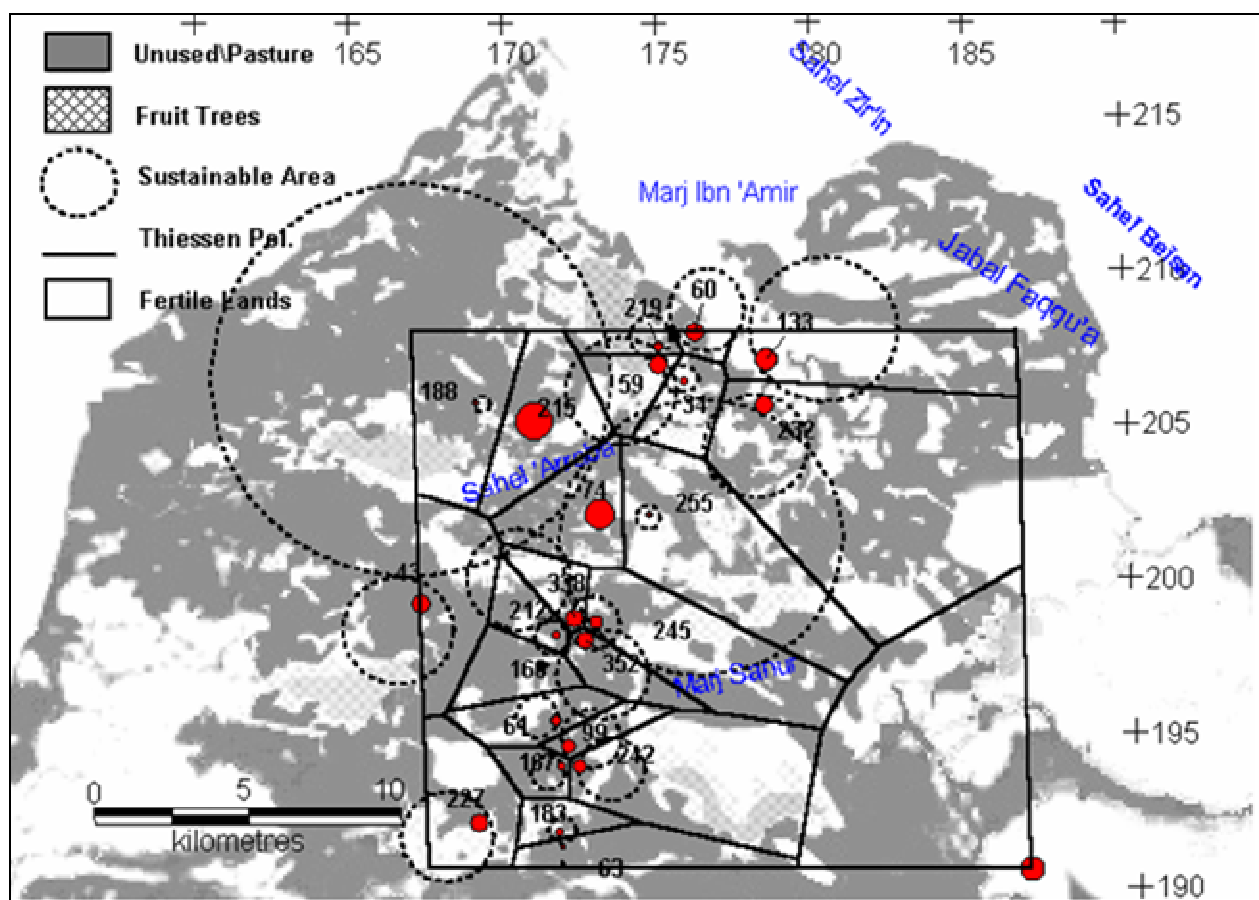 Unused\Pasture
Fruit Trees
Sustainable Area
Thiessen Pol.
Fertile Lands
165
170
175
180
185
+215
+210
+205
+200
+195
+190
Sahel Zir'in
Marj Ibn 'Amir
Sahel Beisan
Jabal Faqqu'a
Sahel 'Arraba
Marj Sanur
219
60
133
188
215
59
34
232
74
255
43
338
212
245
168
352
61
99
167
242
227
183
63
0 5 10
kilometres